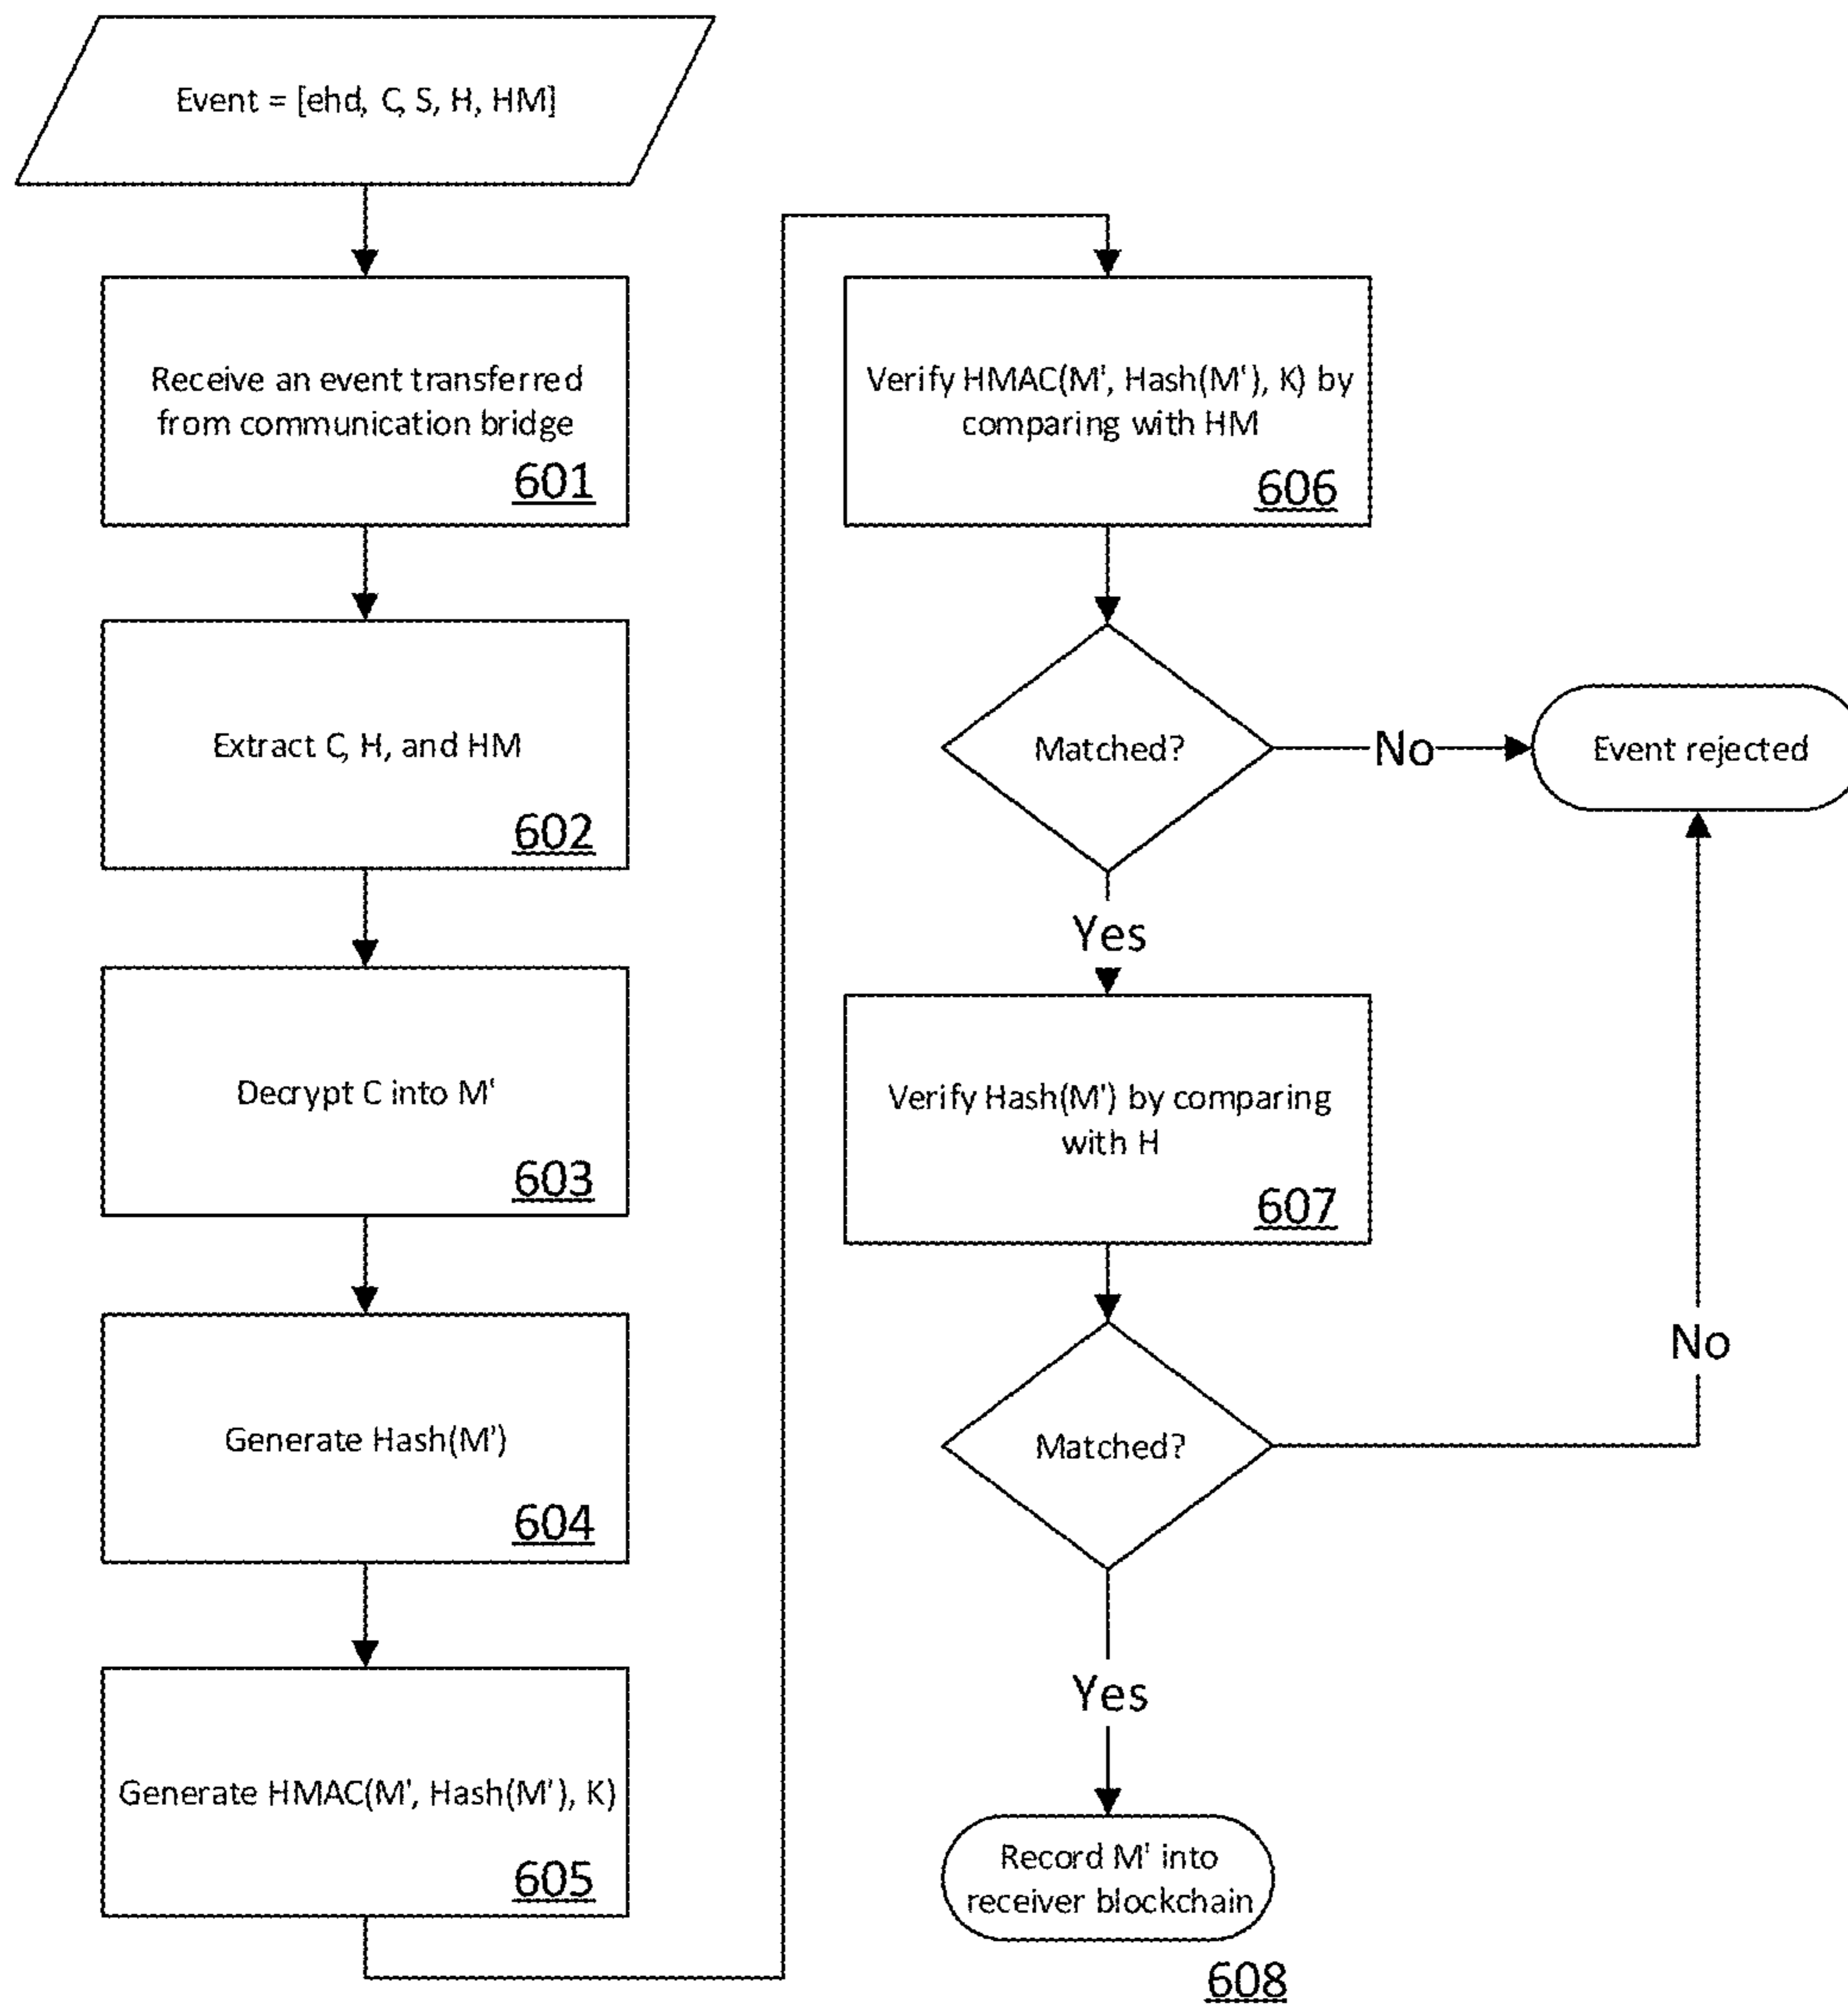 Event = [ehd, C, S, H, HM]
Receive an event transferred
from communication bridge
601
Extract C, H, and HM
602
Decrypt C into M'
603
Generate Hash(M')
604
Generate HMAC(M', Hash(M'), K)
605
Verify HMAC(M', Hash(M'), K) by
comparing with HM
606
Matched?
No
Event rejected
Yes
Verify Hash(M') by comparing
with H
607
Matched?
No
Yes
Record M' into
receiver blockchain
608